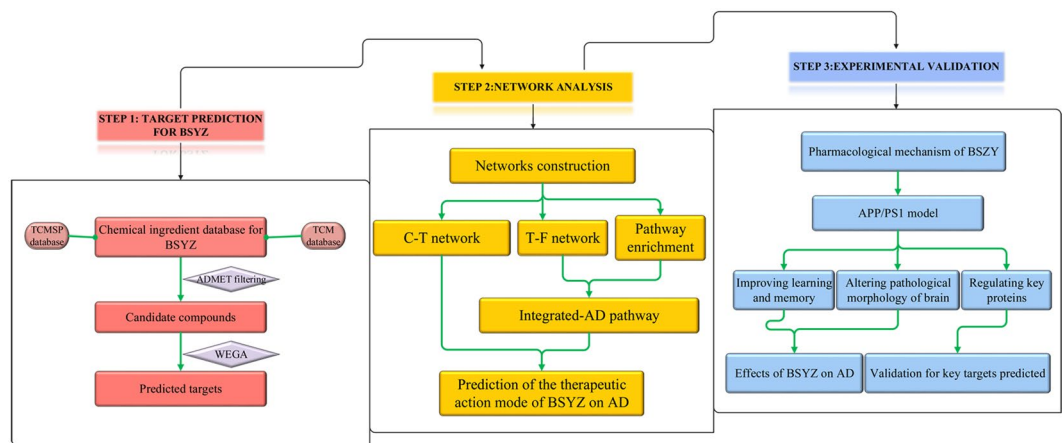 STEP 1: TARGET PREDICTION
FOR BSYZ
TCMSP
database
Chemical ingredient database for
BSYZ
TCM
database
ADMET filtering
Candidate compounds
WEGA
Predicted targets
STEP 2:NETWORK ANALYSIS
Networks construction
C-T network
T-F network
Pathway
enrichment
Integrated-AD pathway
Prediction of the therapeutic
action mode of BSYZ on AD
STEP 3:EXPERIMENTAL VALIDATION
Pharmacological mechanism of BSZY
APP/PS1 model
Improving learning
and memory
Altering pathological
morphology of brain
Regulating key
proteins
Effects of BSYZ on AD
Validation for key targets predicted